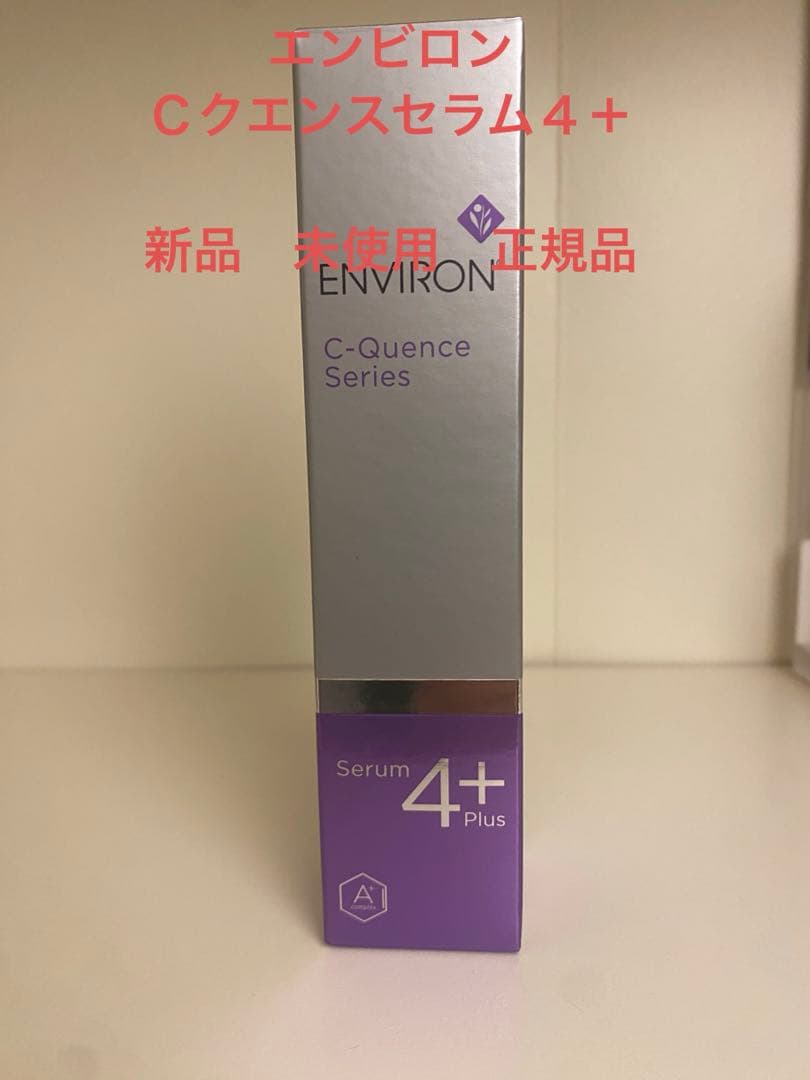 エンビロン
Cクエンスセラム4+
新品　未使用　正規品
ENVIRON
C-Quence
Series
Serum 4+
Plus
A+
complex